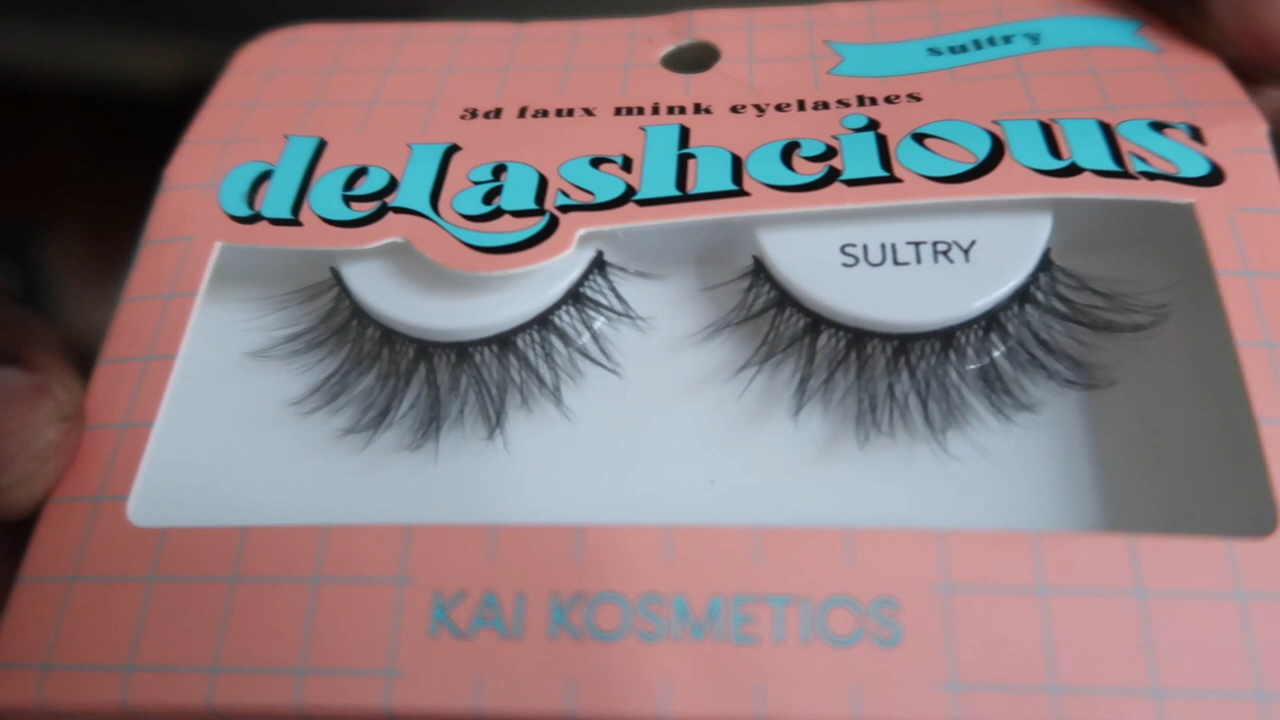 sultry
3d faux mink eyelashes
deLashcious
SULTRY
KAI KOSMETICS